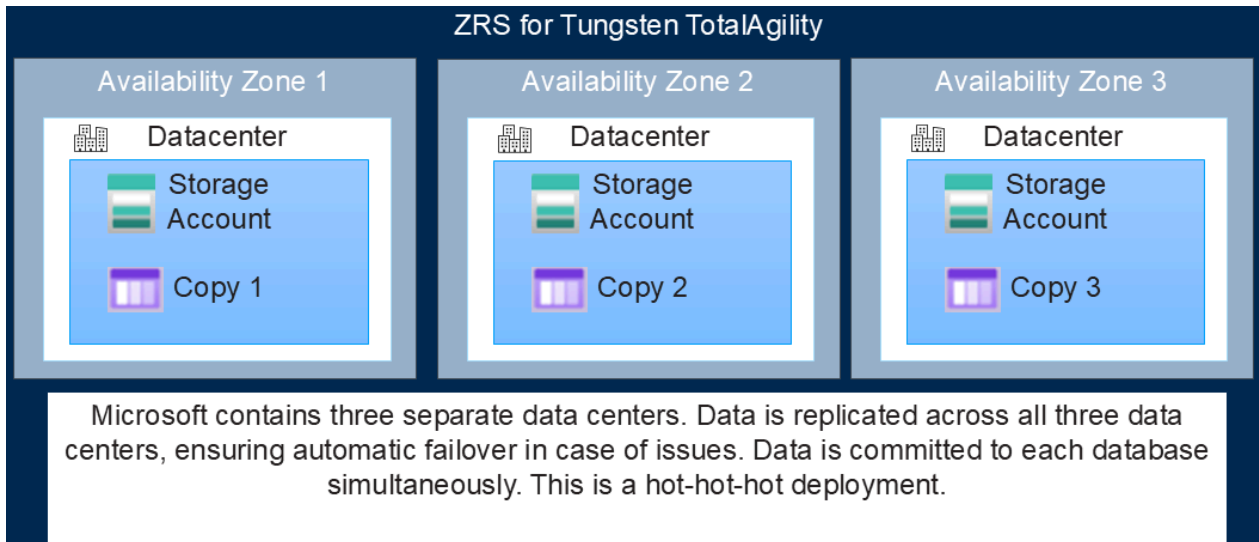 ZRS for Tungsten TotalAgility
Availability Zone 1
Datacenter
Storage
Account
Copy 1
Availability Zone 2
Datacenter
Storage
Account
Copy 2
Availability Zone 3
Datacenter
Storage
Account
Copy 3
Microsoft contains three separate data centers. Data is replicated across all three data
centers, ensuring automatic failover in case of issues. Data is committed to each database
simultaneously. This is a hot-hot-hot deployment.